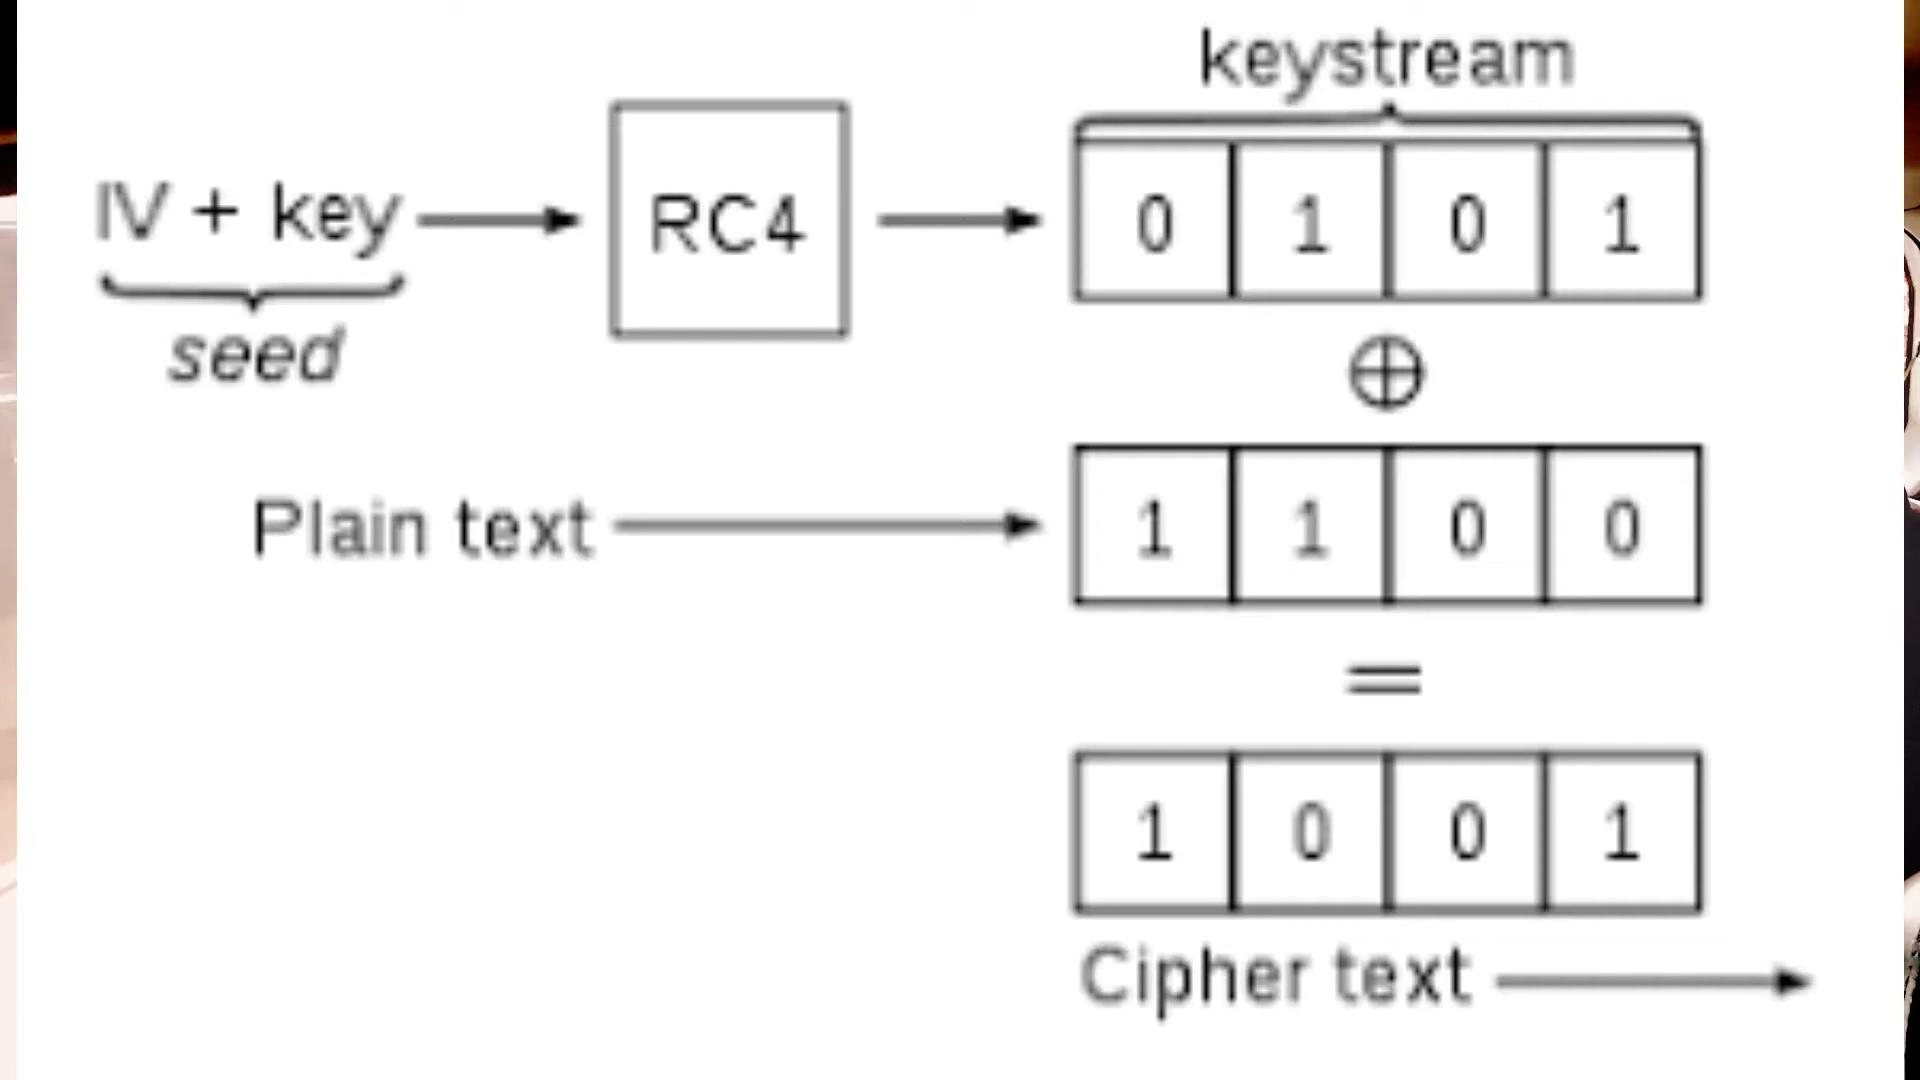 keystream
IV + key
RC4
0 1 0 1
seed
⊕
Plain text
1 1 0 0
=
1 0 0 1
Cipher text